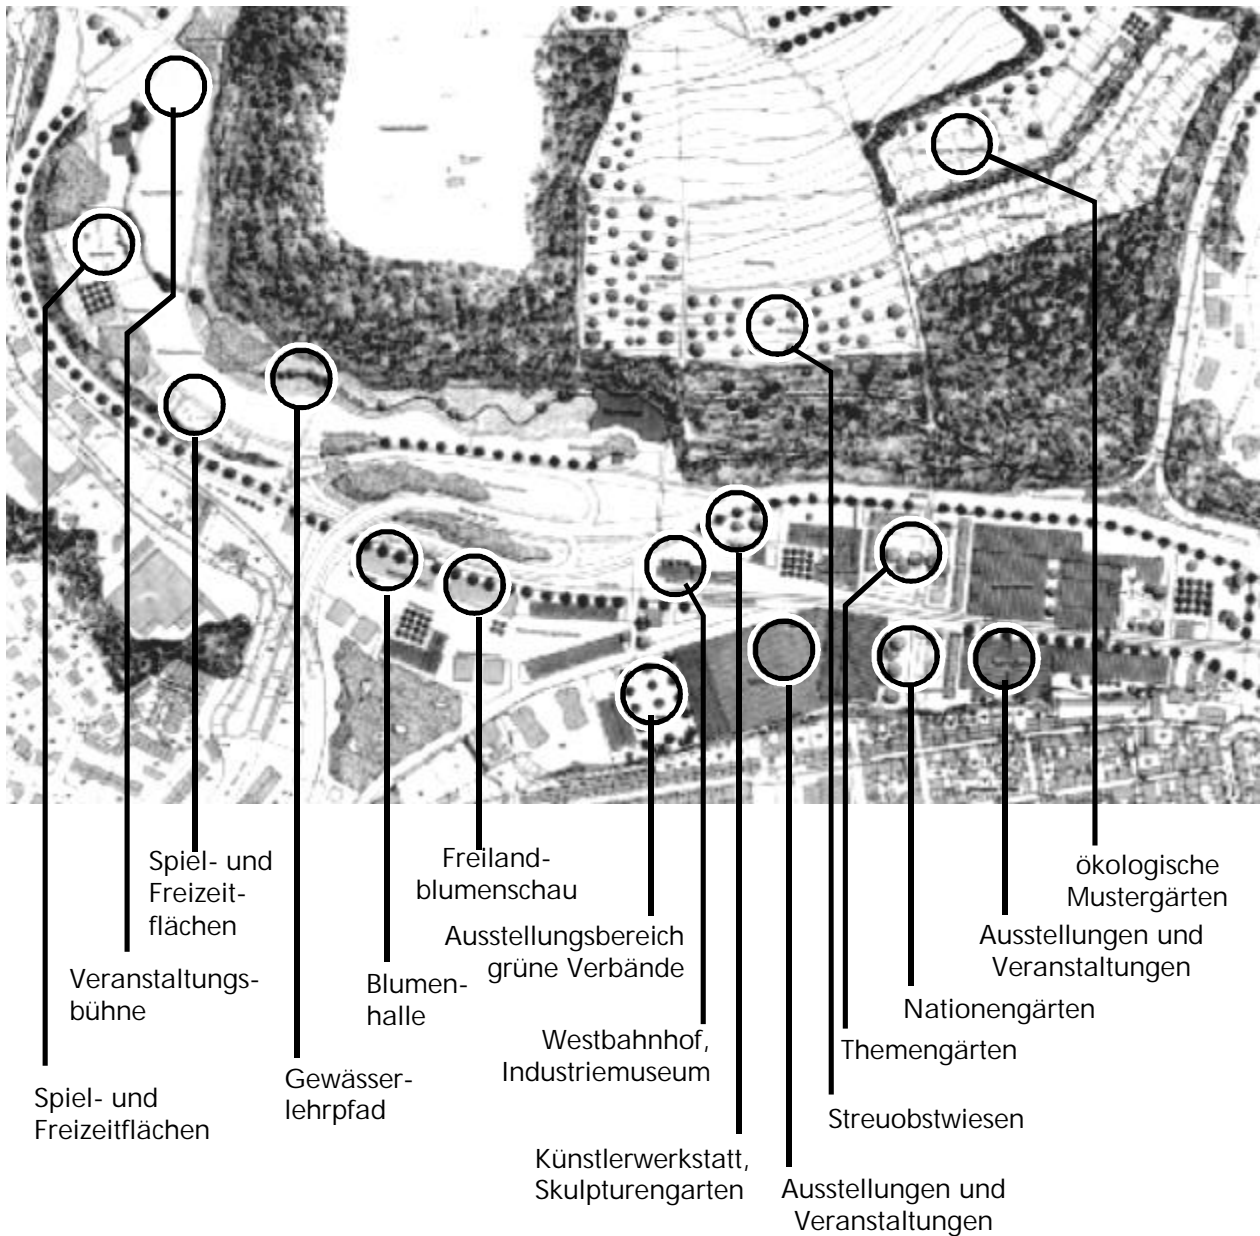 Spiel- und
Freizeit-
flächen
Freiland-
blumenschau
ökologische
Mustergärten
Ausstellungsbereich
grüne Verbände
Ausstellungen und
Veranstaltungen
Veranstaltungs-
bühne
Blumen-
halle
Nationengärten
Westbahnhof,
Industriemuseum
Themengärten
Gewässer-
lehrpfad
Spiel- und
Freizeitflächen
Streuobstwiesen
Künstlerwerkstatt,
Skulpturengarten
Ausstellungen und
Veranstaltungen